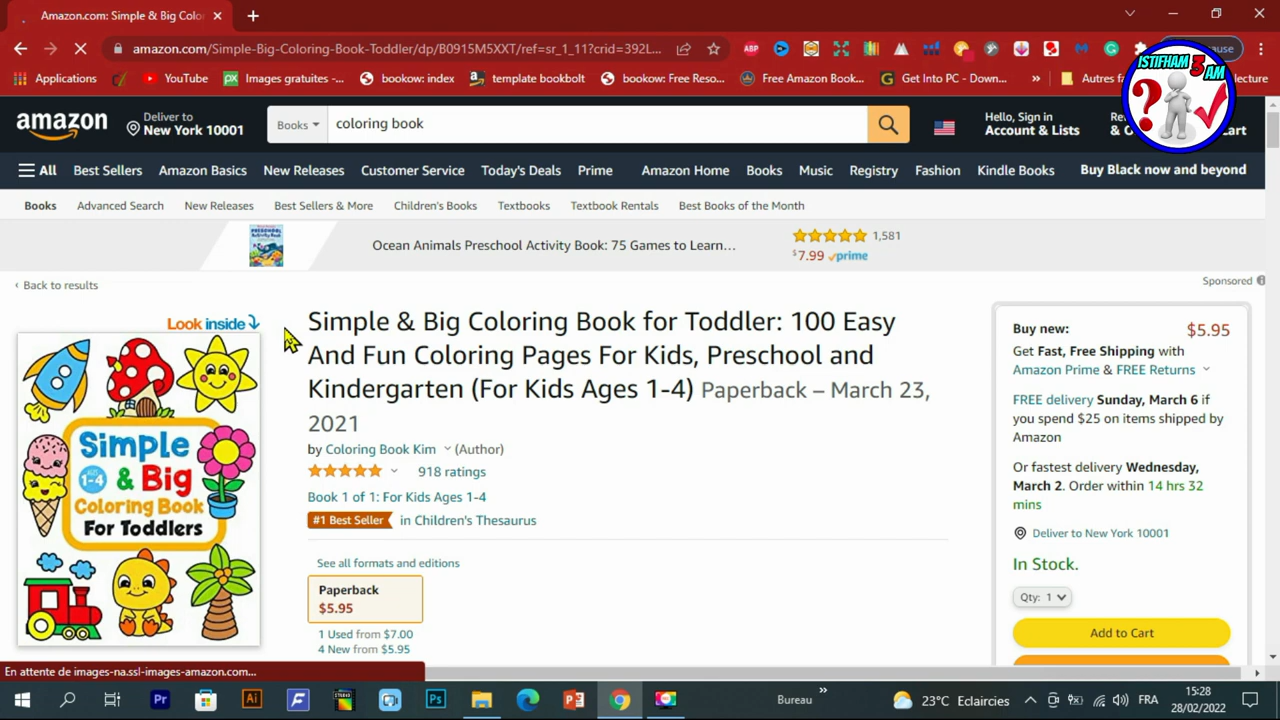 Amazon.com: Simple & Big Colo
amazon.com/Simple-Big-Coloring-Book-Toddler/dp/B0915M5XXT/ref=sr_1_11?crid=392L...
ABP
ause
Applications
YouTube
px Images gratuites -...
bookow: index
template bookbolt
bookow: Free Reso...
Free Amazon Book...
G Get Into PC - Down...
»
Autres fa
lecture
ISTIFHAM 3 AM
amazon
Deliver to
New York 10001
Books
coloring book
Hello, Sign in
Account & Lists
Re
& O
Cart
All
Best Sellers
Amazon Basics
New Releases
Customer Service
Today's Deals
Prime
Amazon Home
Books
Music
Registry
Fashion
Kindle Books
Buy Black now and beyond
Books
Advanced Search
New Releases
Best Sellers & More
Children's Books
Textbooks
Textbook Rentals
Best Books of the Month
Ocean Animals Preschool Activity Book: 75 Games to Learn...
1,581
$7.99 prime
‹ Back to results
Sponsored
Look inside
Simple & Big Coloring Book for Toddler: 100 Easy
And Fun Coloring Pages For Kids, Preschool and
Kindergarten (For Kids Ages 1-4) Paperback – March 23,
2021
by Coloring Book Kim (Author)
918 ratings
Book 1 of 1: For Kids Ages 1-4
#1 Best Seller in Children's Thesaurus
Simple
AGES 1-4 & Big
Coloring Book
For Toddlers
See all formats and editions
Paperback
$5.95
1 Used from $7.00
4 New from $5.95
Buy new:
$5.95
Get Fast, Free Shipping with
Amazon Prime & FREE Returns
FREE delivery Sunday, March 6 if
you spend $25 on items shipped by
Amazon
Or fastest delivery Wednesday,
March 2. Order within 14 hrs 32
mins
Deliver to New York 10001
In Stock.
Qty: 1
Add to Cart
En attente de images-na.ssl-images-amazon.com...
Pr
Ai
F
Ps
Bureau
»
23°C Eclaircies
FRA
15:28
28/02/2022